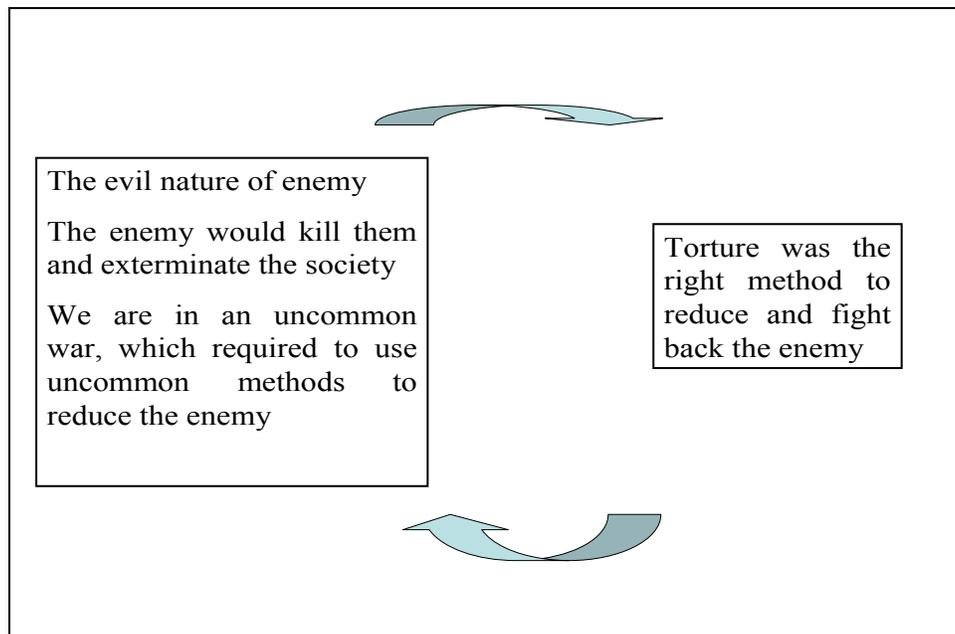 The evil nature of enemy
The enemy would kill them
and exterminate the society
We are in an uncommon
war, which required to use
uncommon methods to
reduce the enemy
Torture was the
right method to
reduce and fight
back the enemy